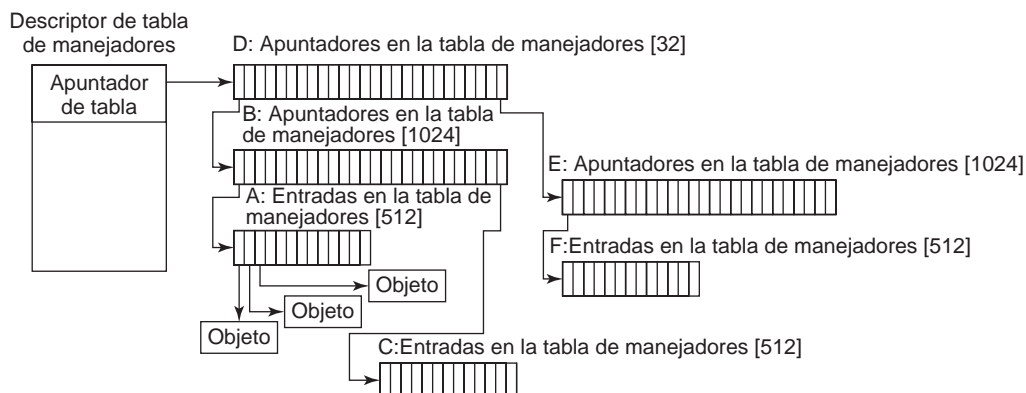 Descriptor de tabla
de manejadores
Apuntador
de tabla
D: Apuntadores en la tabla de manejadores [32]
B: Apuntadores en la tabla
de manejadores [1024]
A: Entradas en la tabla de
manejadores [512]
E: Apuntadores en la tabla de manejadores [1024]
F:Entradas en la tabla de manejadores [512]
Objeto
Objeto
Objeto
C:Entradas en la tabla de manejadores [512]